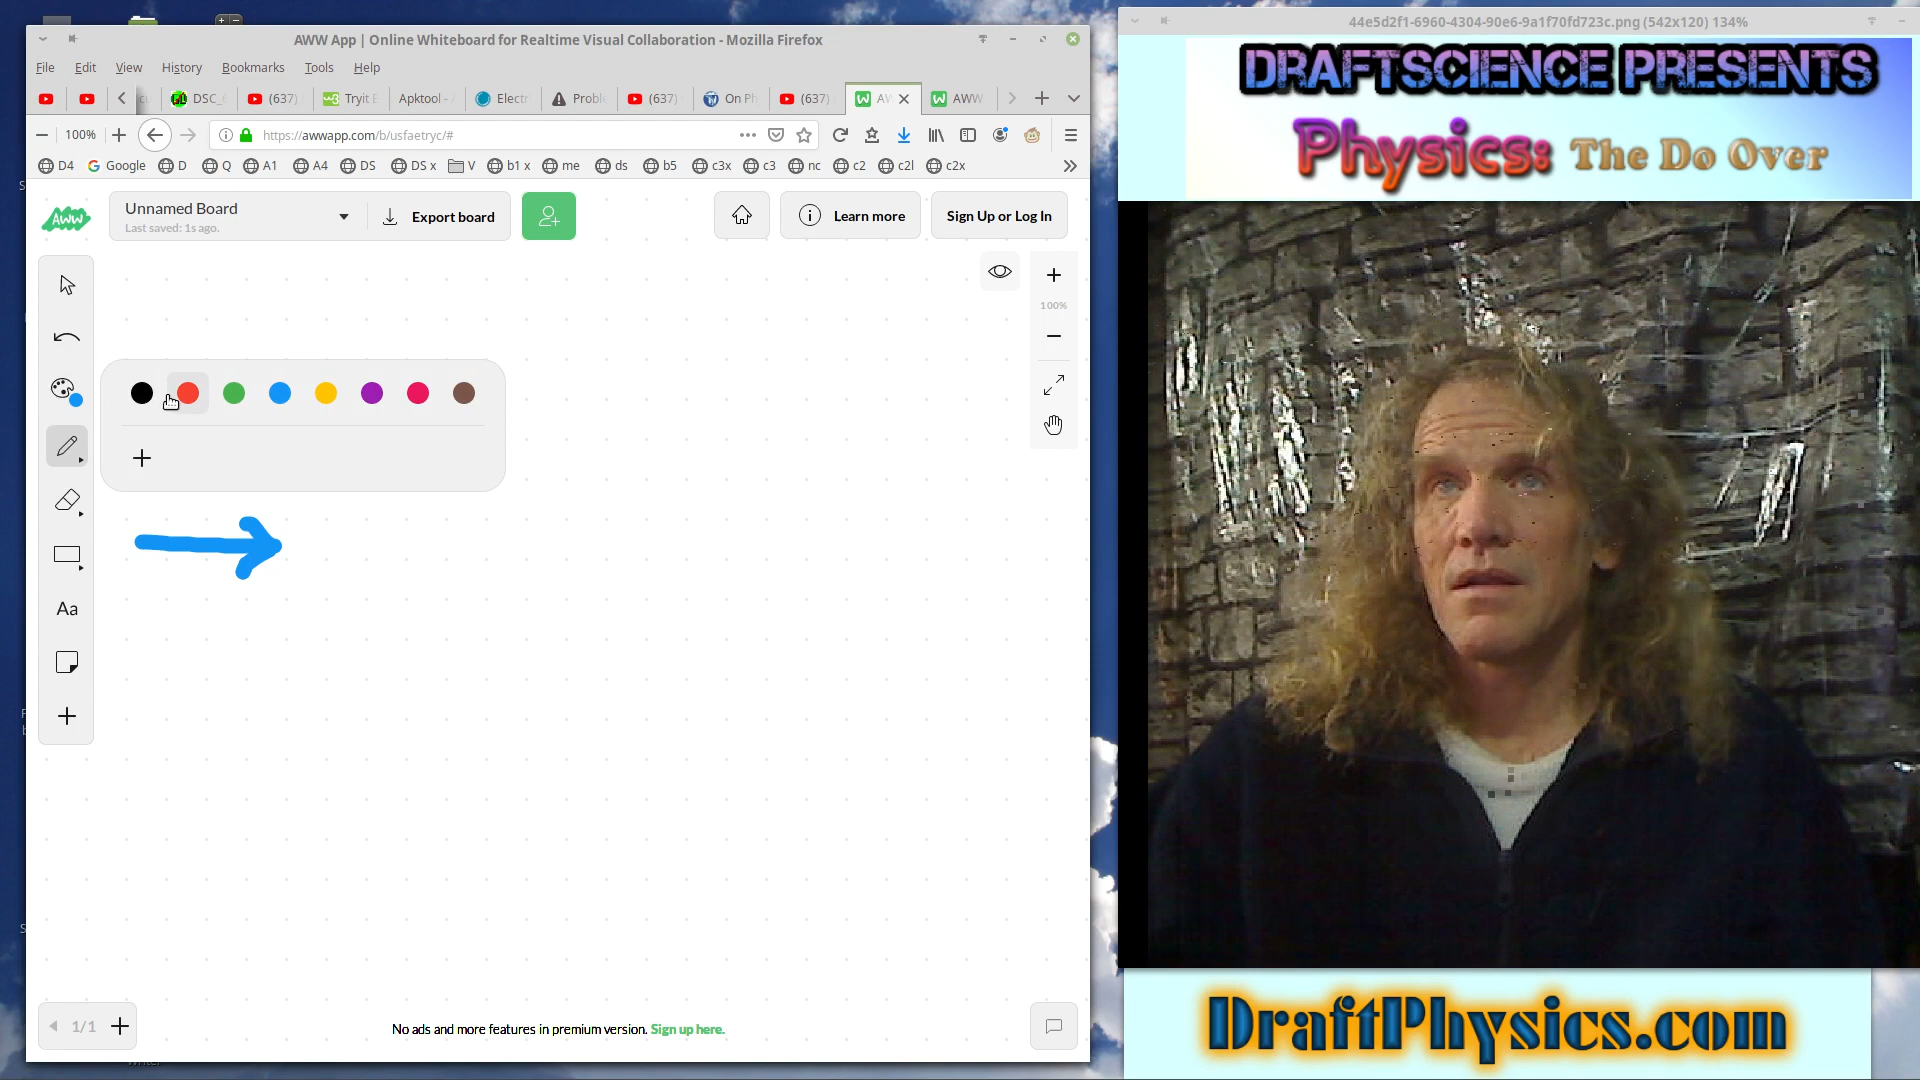 AWW App | Online Whiteboard for Realtime Visual Collaboration - Mozilla Firefox
File Edit View History Bookmarks Tools Help
DSC_ (637) Tryit E Apktool - Electr Proble (637) On Ph (637) AW AWW
100% https://awwapp.com/b/usfaetryc/#
D4 Google D Q A1 A4 DS DS x V b1 x me ds b5 c3x c3 nc c2 c2l c2x
AWW
Unnamed Board
Last saved: 1s ago.
Export board
Learn more
Sign Up or Log In
100%
Aa
1/1
No ads and more features in premium version. Sign up here.
44e5d2f1-6960-4304-90e6-9a1f70fd723c.png (542x120) 134%
DRAFTSCIENCE PRESENTS
Physics: The Do Over
DraftPhysics.com